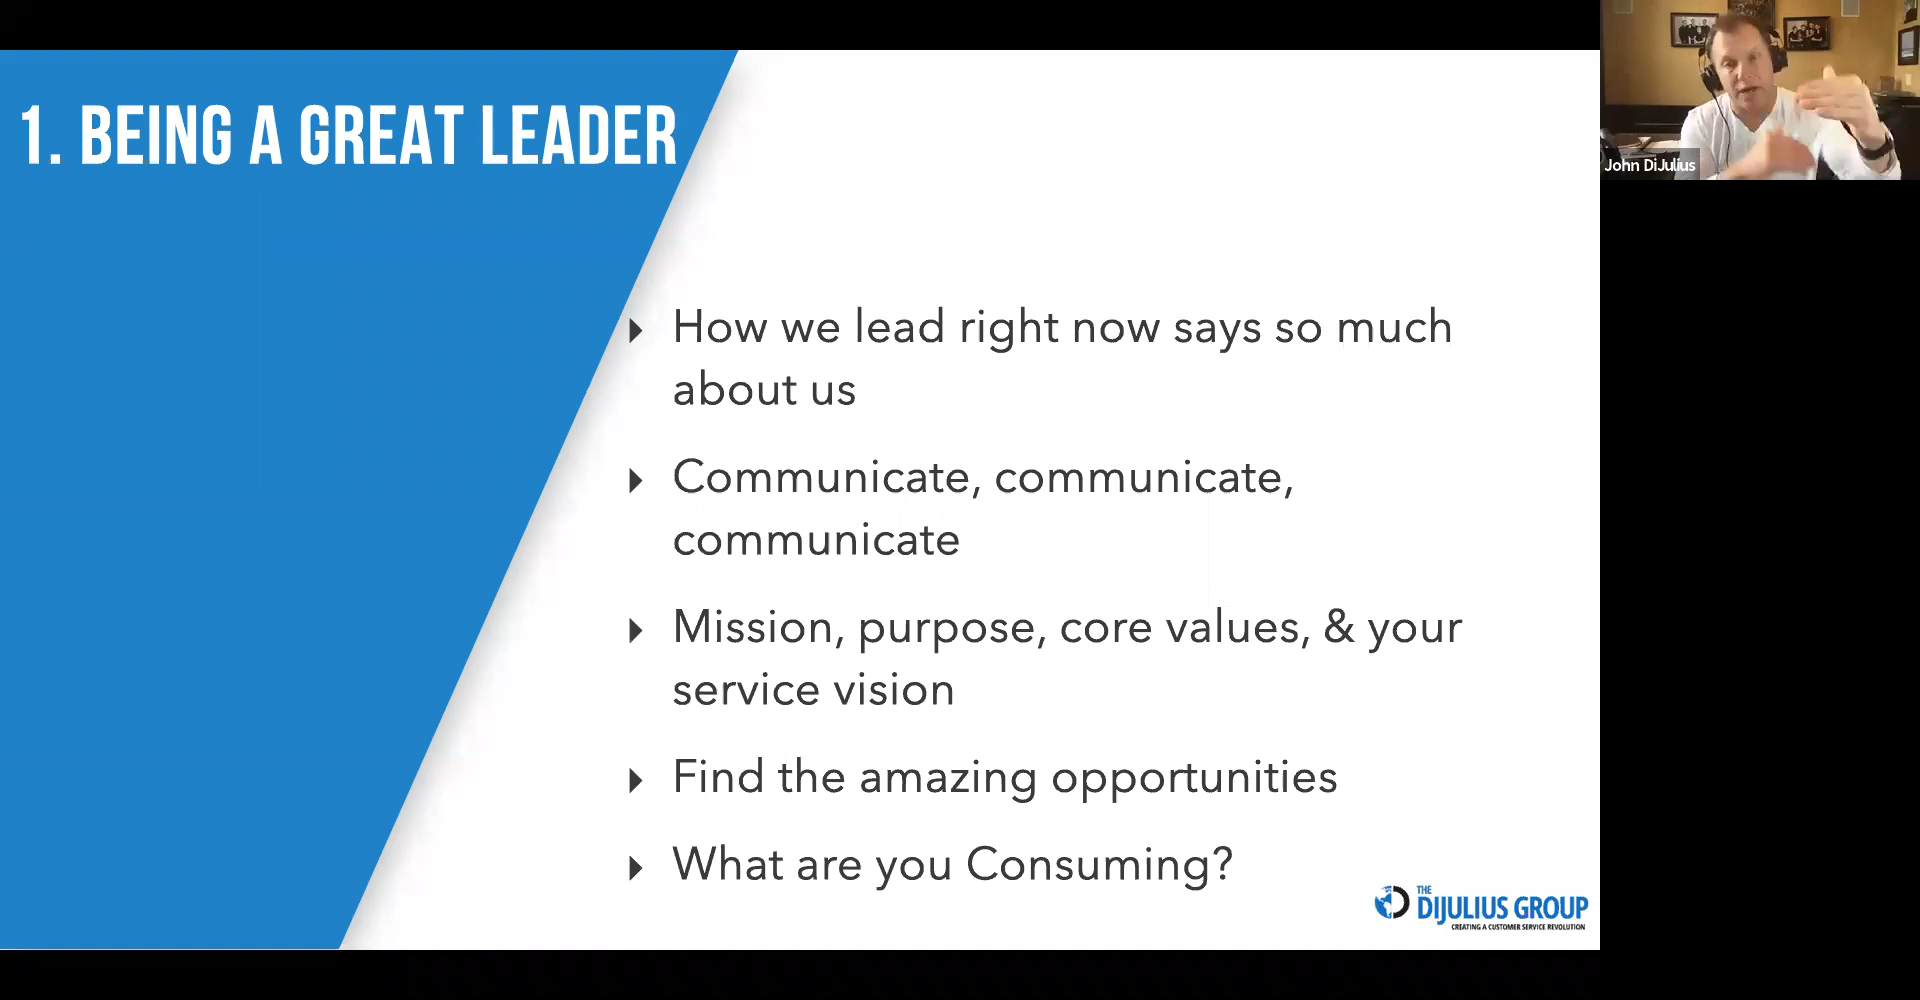 1. BEING A GREAT LEADER
How we lead right now says so much
about us
Communicate, communicate,
communicate
Mission, purpose, core values, & your
service vision
Find the amazing opportunities
What are you Consuming?
THE
DIJULIUS GROUP
CREATING A CUSTOMER SERVICE REVOLUTION
John DiJulius